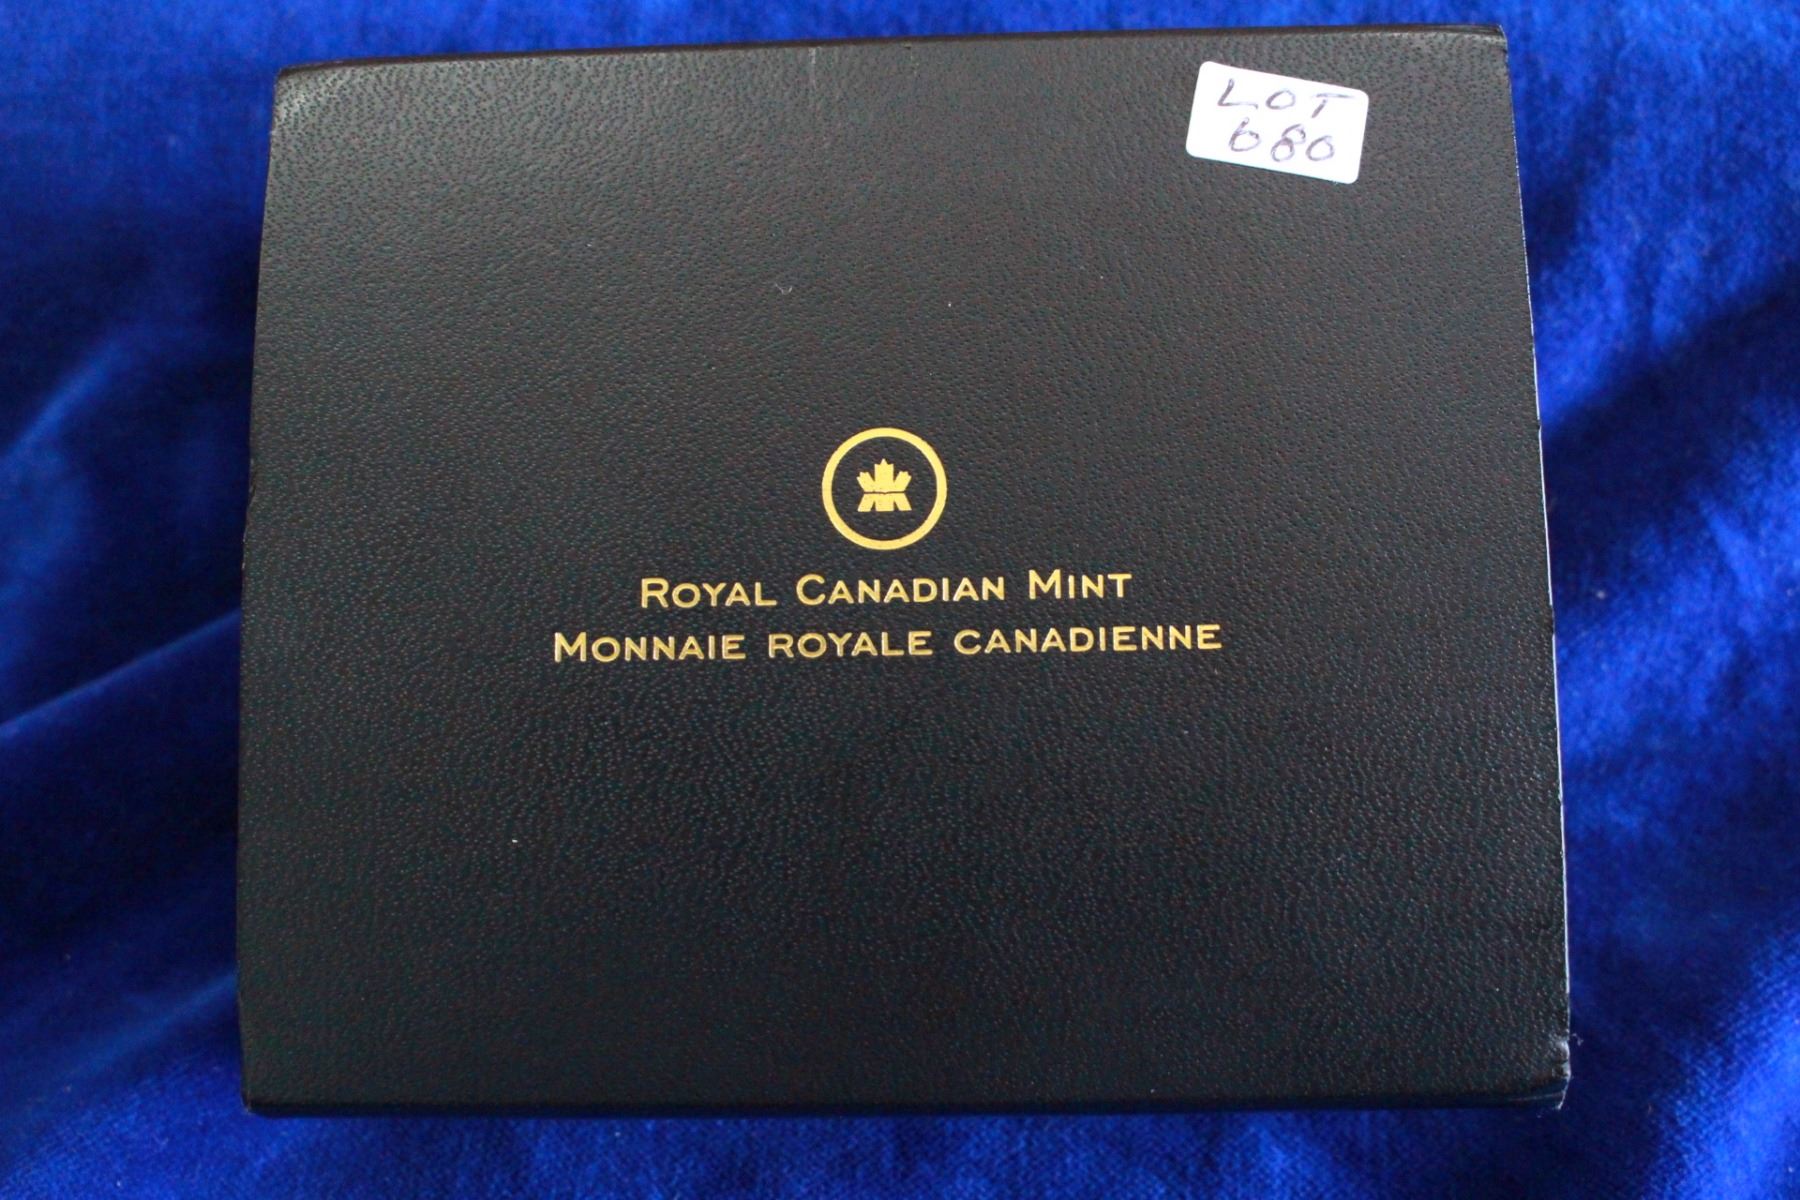 LOT
680
ROYAL CANADIAN MINT
MONNAIE ROYALE CANADIENNE